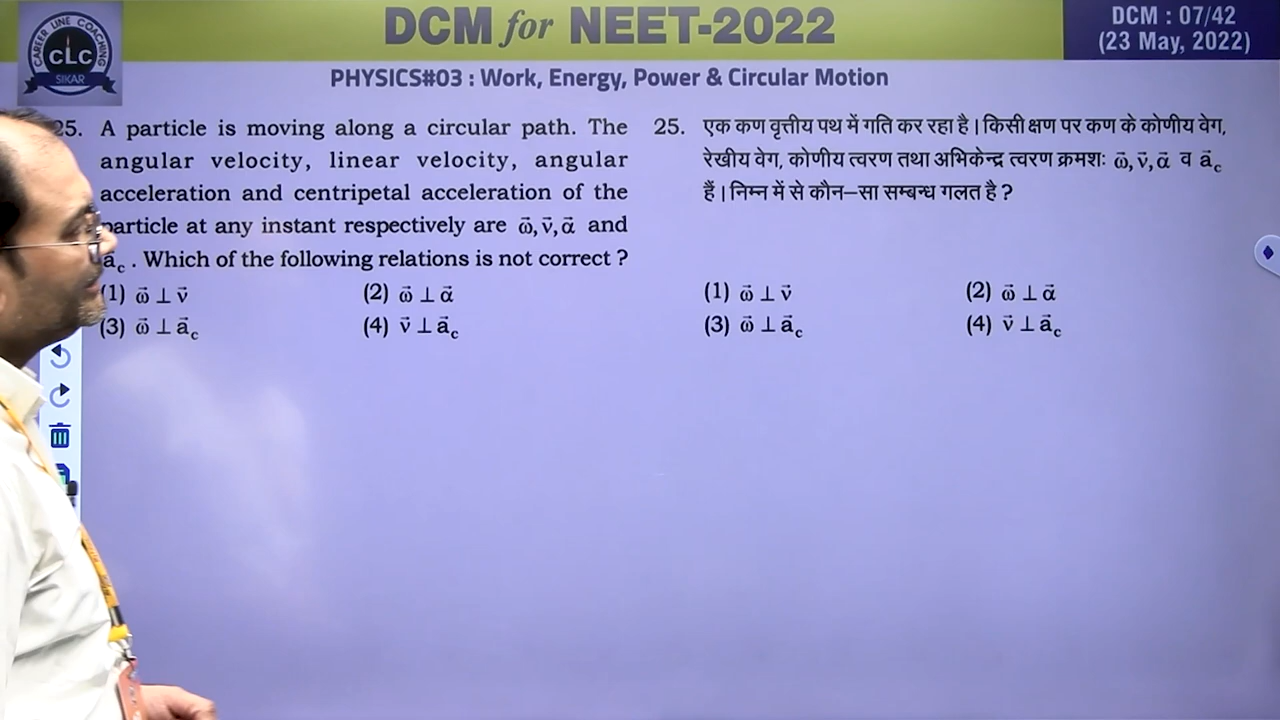 DCM for NEET-2022
DCM : 07/42
(23 May, 2022)
CAREER LINE COACHING
CLC
SIKAR
PHYSICS#03 : Work, Energy, Power & Circular Motion
25. A particle is moving along a circular path. The
angular velocity, linear velocity, angular
acceleration and centripetal acceleration of the
particle at any instant respectively are ω⃗, v⃗, α⃗ and
a⃗c . Which of the following relations is not correct ?
(1) ω⃗ ⊥ v⃗ (2) ω⃗ ⊥ α⃗
(3) ω⃗ ⊥ a⃗c (4) v⃗ ⊥ a⃗c
25. एक कण वृत्तीय पथ में गति कर रहा है। किसी क्षण पर कण के कोणीय वेग,
रेखीय वेग, कोणीय त्वरण तथा अभिकेन्द्र त्वरण क्रमशः ω⃗, v⃗, α⃗ व a⃗c
हैं। निम्न में से कौन–सा सम्बन्ध गलत है ?
(1) ω⃗ ⊥ v⃗ (2) ω⃗ ⊥ α⃗
(3) ω⃗ ⊥ a⃗c (4) v⃗ ⊥ a⃗c